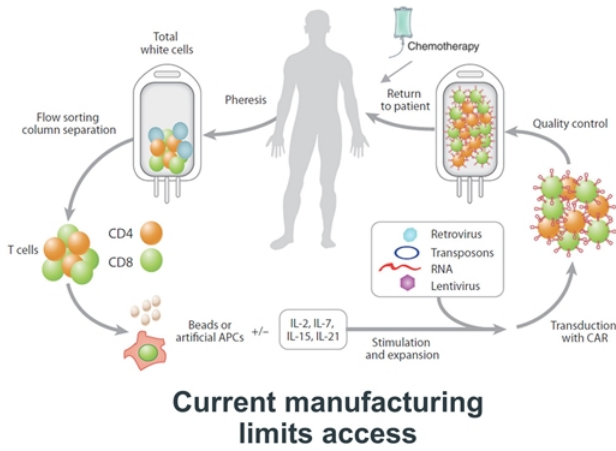 Total
white cells
Chemotherapy
Pheresis
Return
to patient
Flow sorting
column separation
Quality control
T cells
CD4
CD8
Retrovirus
Transposons
RNA
Lentivirus
Beads or
artificial APCs
+/–
IL-2, IL-7,
IL-15, IL-21
Stimulation
and expansion
Transduction
with CAR
Current manufacturing
limits access